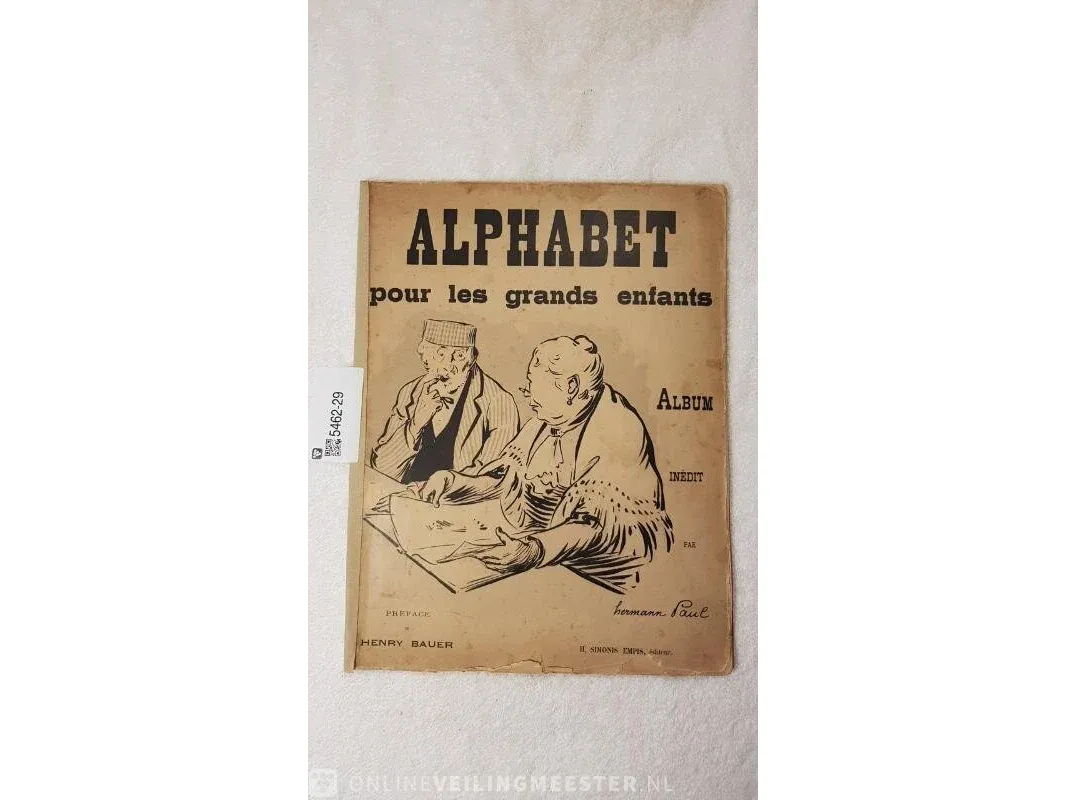 ALPHABET
pour les grands enfants
ALBUM
INÉDIT
PAR
hermann Paul
PRÉFACE
HENRY BAUER
H. SIMONIS EMPIS, éditeur.
5462-29
ONLINEVEILINGMEESTER.NL